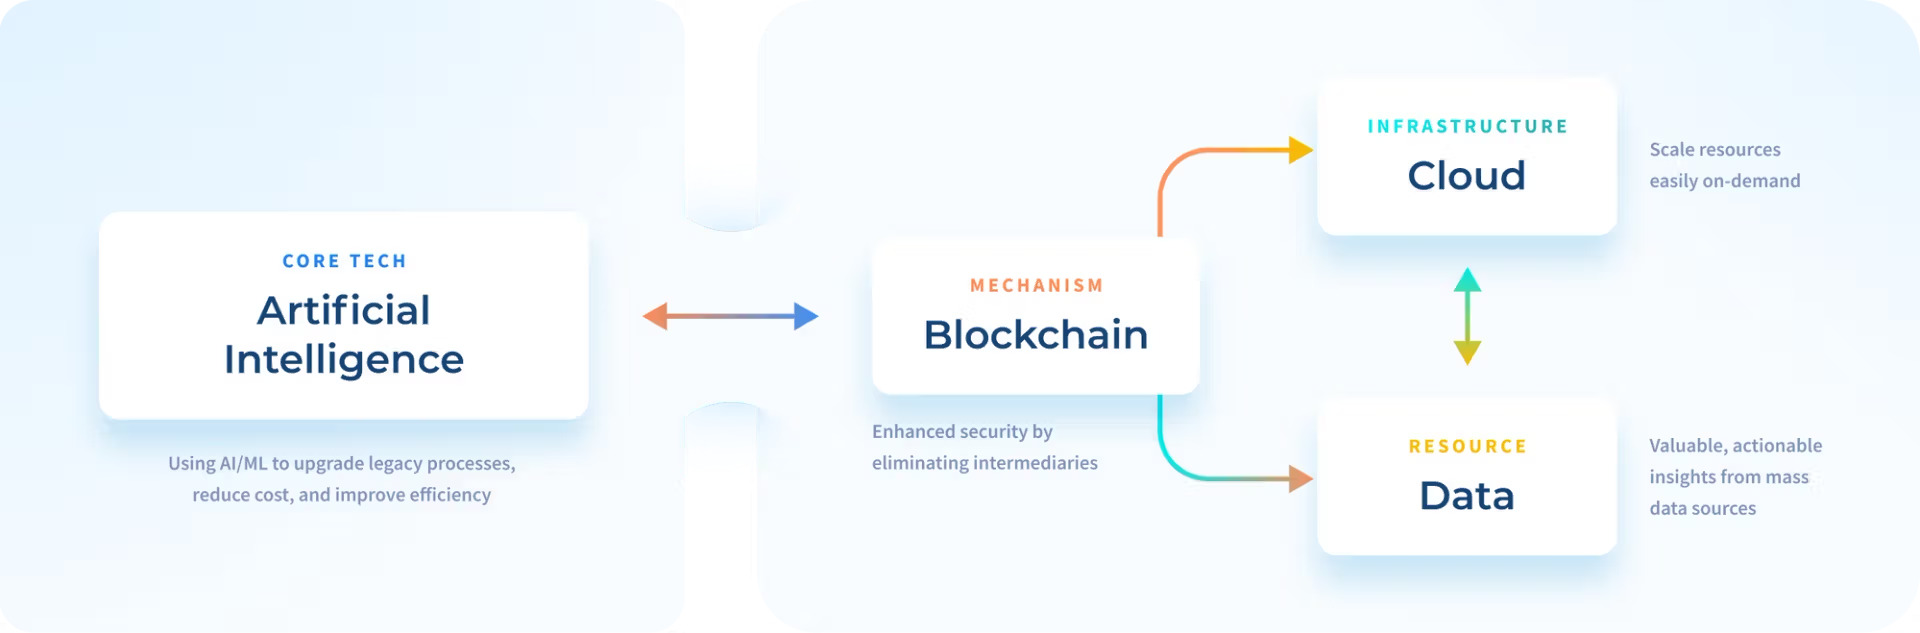 CORE TECH
Artificial
Intelligence
Using AI/ML to upgrade legacy processes,
reduce cost, and improve efficiency
MECHANISM
Blockchain
Enhanced security by
eliminating intermediaries
INFRASTRUCTURE
Cloud
Scale resources
easily on-demand
RESOURCE
Data
Valuable, actionable
insights from mass
data sources